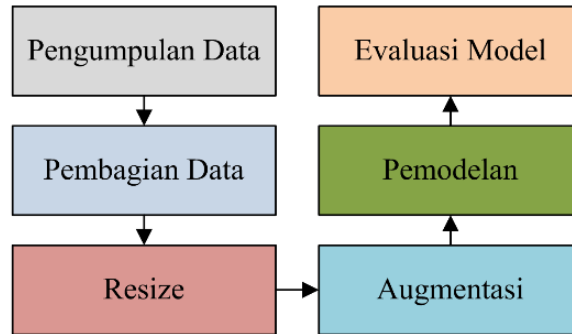 Pengumpulan Data
Pembagian Data
Resize
Augmentasi
Pemodelan
Evaluasi Model